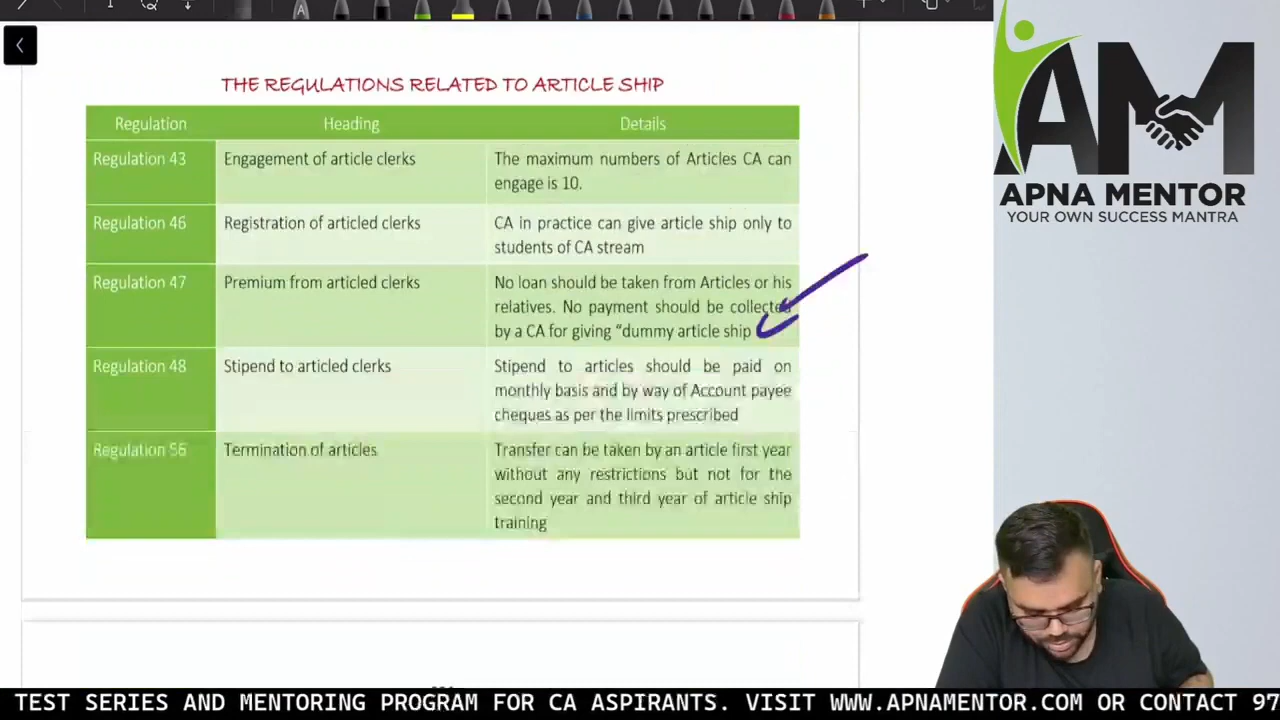 THE REGULATIONS RELATED TO ARTICLE SHIP
Regulation
Heading
Details
Regulation 43
Engagement of article clerks
The maximum numbers of Articles CA can
engage is 10.
Regulation 46
Registration of articled clerks
CA in practice can give article ship only to
students of CA stream
Regulation 47
Premium from articled clerks
No loan should be taken from Articles or his
relatives. No payment should be collected
by a CA for giving “dummy article ship
Regulation 48
Stipend to articled clerks
Stipend to articles should be paid on
monthly basis and by way of Account payee
cheques as per the limits prescribed
Regulation 56
Termination of articles
Transfer can be taken by an article first year
without any restrictions but not for the
second year and third year of article ship
training
AM
APNA MENTOR
YOUR OWN SUCCESS MANTRA
TEST SERIES AND MENTORING PROGRAM FOR CA ASPIRANTS. VISIT WWW.APNAMENTOR.COM OR CONTACT 97